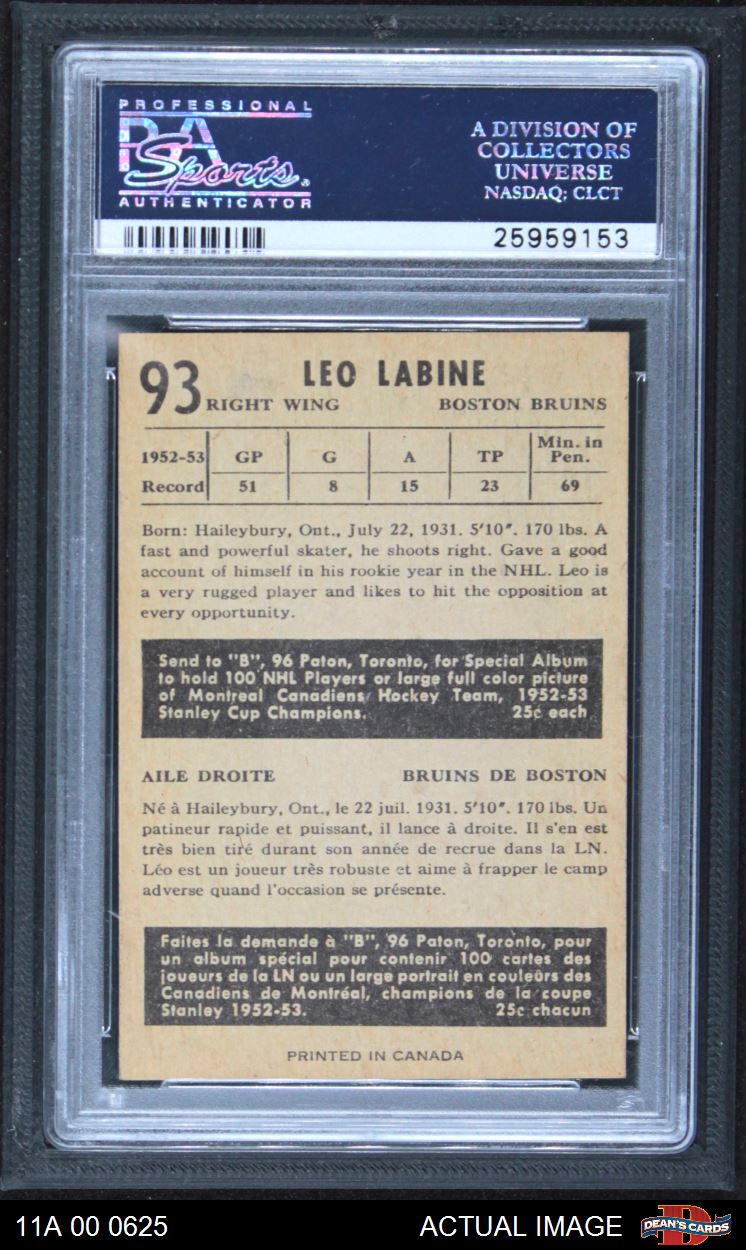 PROFESSIONAL
PSA
Sports®
AUTHENTICATOR
A DIVISION OF
COLLECTORS
UNIVERSE
NASDAQ: CLCT
25959153
93 LEO LABINE
RIGHT WING BOSTON BRUINS
1952-53 GP G A TP Min. in Pen.
Record 51 8 15 23 69
Born: Haileybury, Ont., July 22, 1931. 5'10". 170 lbs. A
fast and powerful skater, he shoots right. Gave a good
account of himself in his rookie year in the NHL. Leo is
a very rugged player and likes to hit the opposition at
every opportunity.
Send to "B", 96 Paton, Toronto, for Special Album
to hold 100 NHL Players or large full color picture
of Montreal Canadiens Hockey Team, 1952-53
Stanley Cup Champions. 25¢ each
AILE DROITE BRUINS DE BOSTON
Né à Haileybury, Ont., le 22 juil. 1931. 5'10". 170 lbs. Un
patineur rapide et puissant, il lance à droite. Il s'en est
très bien tiré durant son année de recrue dans la LN.
Léo est un joueur très robuste et aime à frapper le camp
adverse quand l'occasion se présente.
Faites la demande à "B", 96 Paton, Toronto, pour
un album spécial pour contenir 100 cartes des
joueurs de la LN ou un large portrait en couleurs des
Canadiens de Montréal, champions de la coupe
Stanley 1952-53. 25c chacun
PRINTED IN CANADA
11A 00 0625 ACTUAL IMAGE DEAN'S CARDS